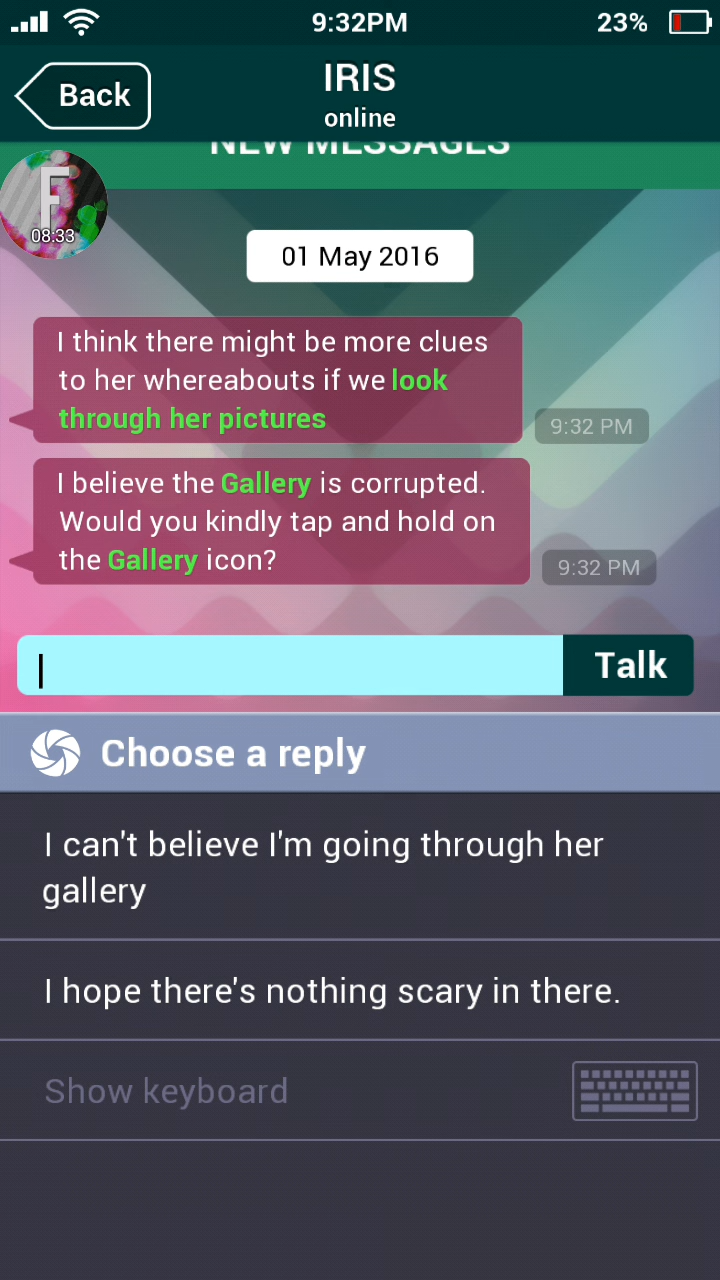 9:32PM
23%
Back
IRIS
online
NEW MESSAGES
F
08:33
01 May 2016
I think there might be more clues
to her whereabouts if we look
through her pictures
9:32 PM
I believe the Gallery is corrupted.
Would you kindly tap and hold on
the Gallery icon?
9:32 PM
Talk
Choose a reply
I can't believe I'm going through her
gallery
I hope there's nothing scary in there.
Show keyboard